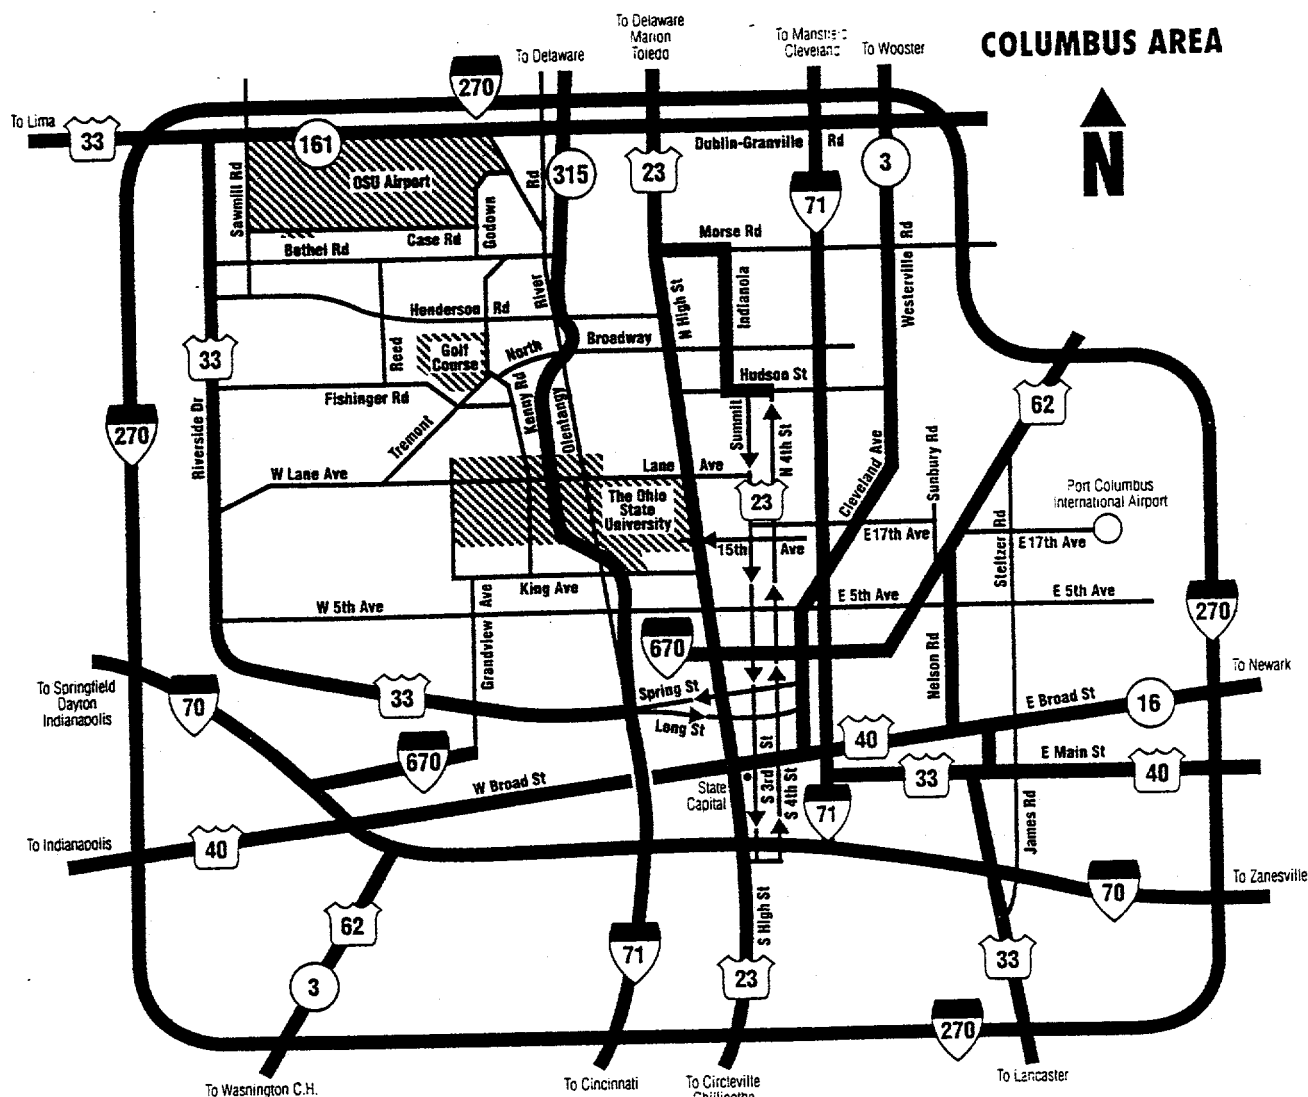 COLUMBUS AREA
N
To Delaware
Marion
Toledo
To Delaware
To
Cleveland
To Wooster
270
To Lima
33
161
Dublin-Granville Rd
315
23
3
71
OSU Airport
Sawmill Rd
Godown Rd
Case Rd
Bethel Rd
Morse Rd
Westerville Rd
River
N High St
Indianola
Henderson Rd
33
Reed
Golf
Course
North Broadway
Hudson St
62
Fishinger Rd
Tremont
Kenny Rd
Olentangy
Summit
N 4th St
270
Riverside Dr
Cleveland Ave
Sunbury Rd
W Lane Ave
Lane Ave
23
Port Columbus
International Airport
The Ohio
State
University
15th Ave
E 17th Ave
Steltzer Rd
E 17th Ave
King Ave
W 5th Ave
E 5th Ave
E 5th Ave
270
Grandview Ave
670
Nelson Rd
To Newark
To Springfield
Dayton
Indianapolis
70
33
Spring St
Long St
E Broad St
16
40
670
W Broad St
State
Capital
S 3rd St
S 4th St
33
E Main St
40
71
James Rd
To Indianapolis
40
70
To Zanesville
62
S High St
71
23
33
3
270
To Washington C.H.
To Cincinnati
To Circleville
To Lancaster